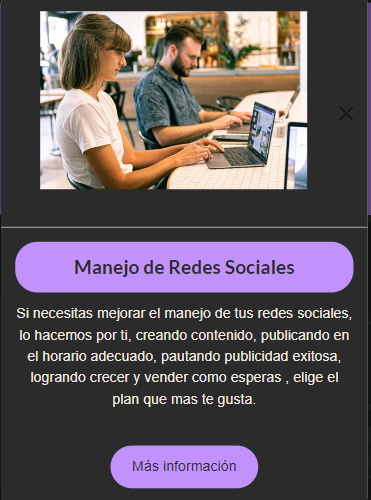 Manejo de Redes Sociales
Si necesitas mejorar el manejo de tus redes sociales,
lo hacemos por ti, creando contenido, publicando en
el horario adecuado, pautando publicidad exitosa,
logrando crecer y vender como esperas , elige el
plan que mas te gusta.
Más información